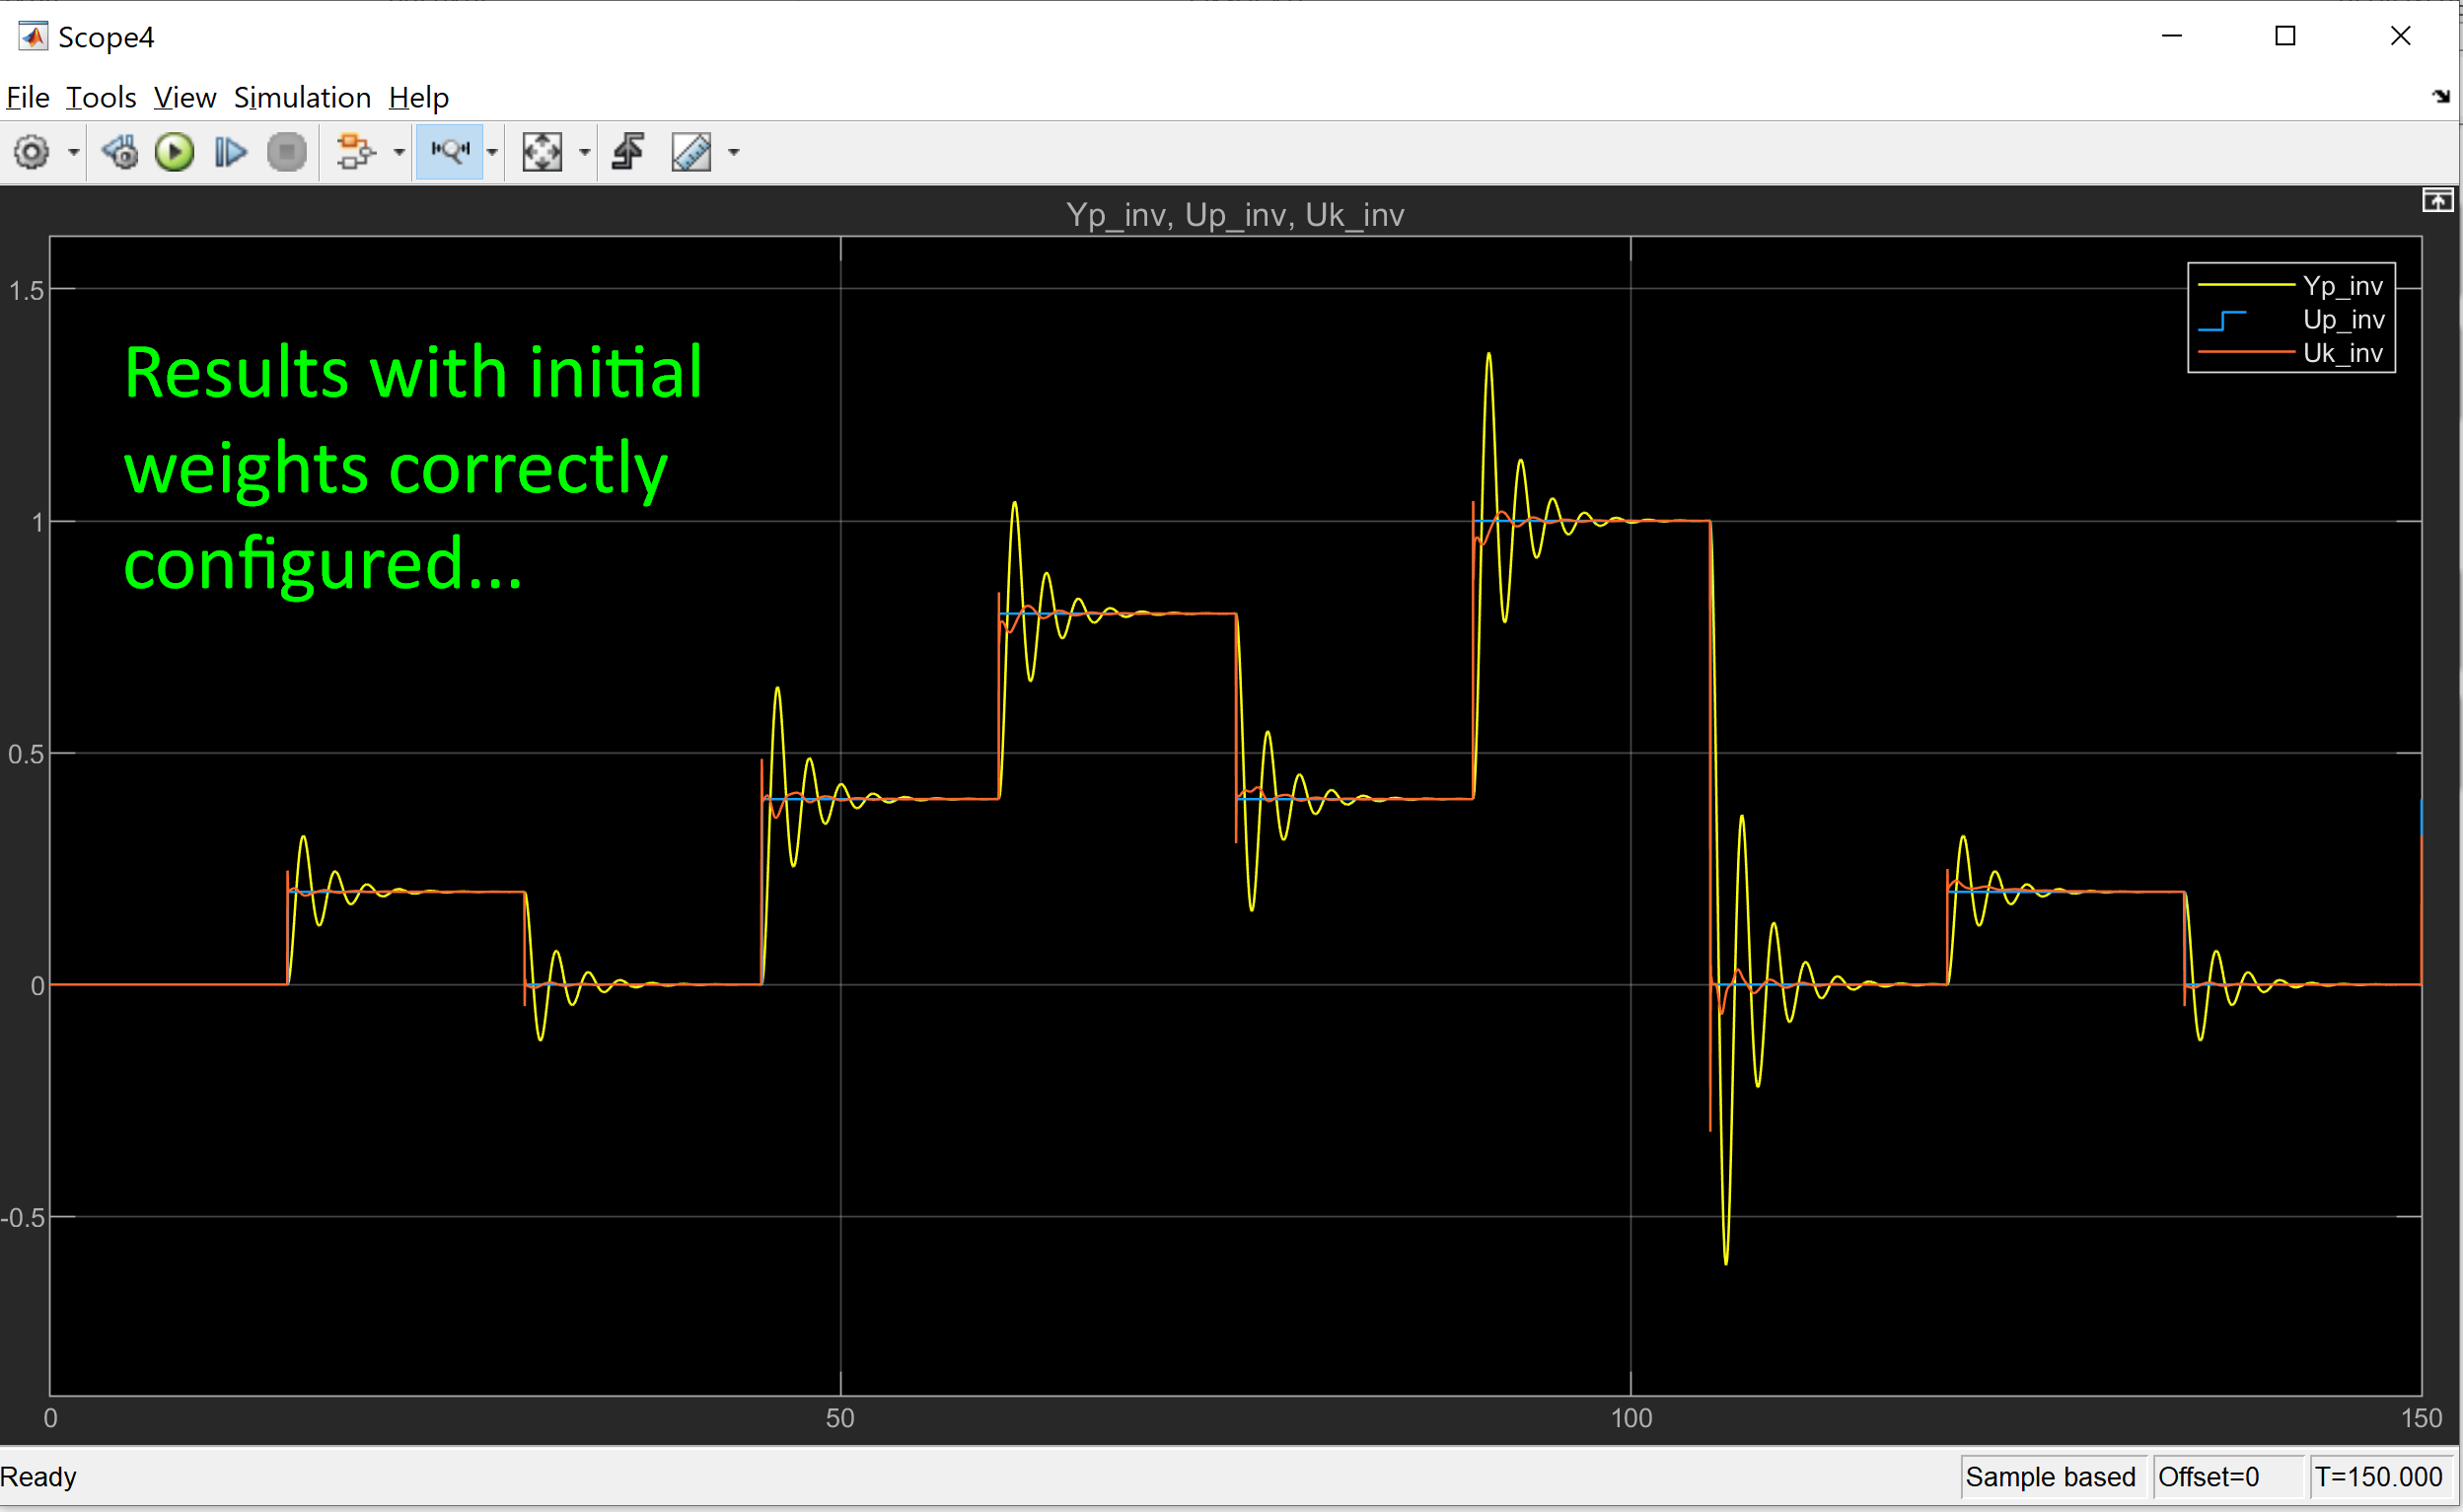 Scope4
File Tools View Simulation Help
Yp_inv, Up_inv, Uk_inv
1.5
1
0.5
0
-0.5
Yp_inv
Up_inv
Uk_inv
Results with initial
weights correctly
configured...
0 50 100 150
Ready Sample based Offset=0 T=150.000